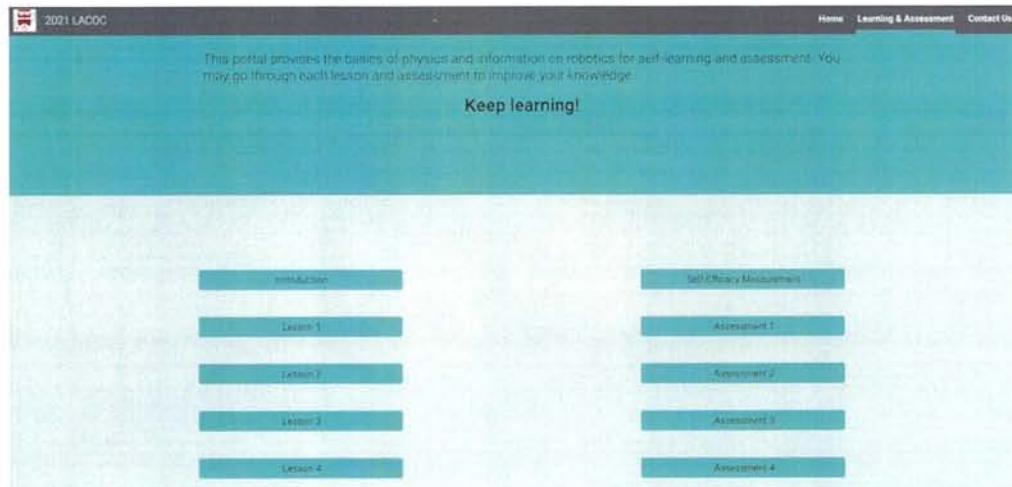 2021 LACOC
Home Learning & Assessment Contact Us
This portal provides the basics of physics and information on robotics for self-learning and assessment. You
may go through each lesson and assessment to improve your knowledge.
Keep learning!
Introduction
Self-Efficacy Measurement
Lesson 1
Assessment 1
Lesson 2
Assessment 2
Lesson 3
Assessment 3
Lesson 4
Assessment 4